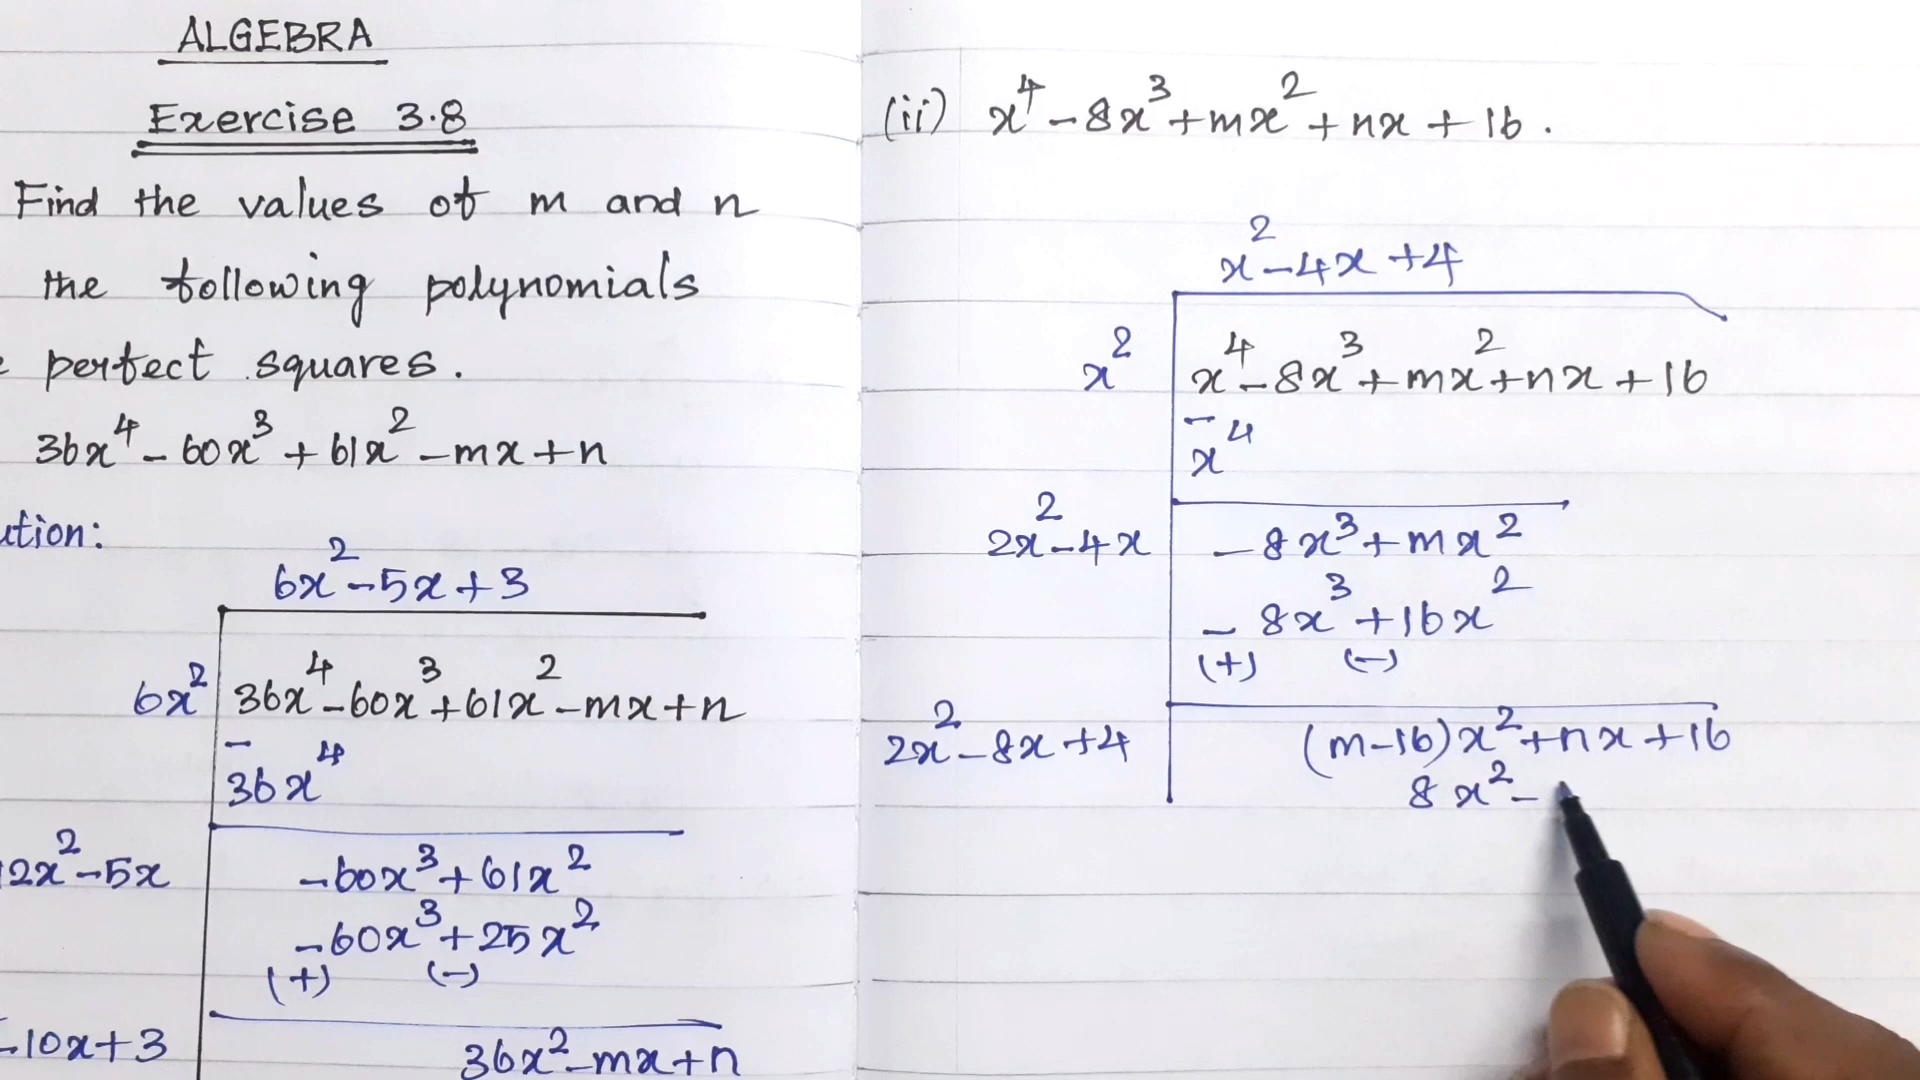 ALGEBRA
Exercise 3.8
Find the values of m and n
the following polynomials
perfect squares.
36x⁴ - 60x³ + 61x² - mx + n
ution:
6x² - 5x + 3
6x² 36x⁴ - 60x³ + 61x² - mx + n
-
36x⁴
12x² - 5x -60x³ + 61x²
-60x³ + 25x²
(+) (-)
-10x + 3 36x² - mx + n
(ii) x⁴ - 8x³ + mx² + nx + 16.
x² - 4x + 4
x² x⁴ - 8x³ + mx² + nx + 16
-
x⁴
2x² - 4x -8x³ + mx²
-8x³ + 16x²
(+) (-)
2x² - 8x + 4 (m-16)x² + nx + 16
8x² -